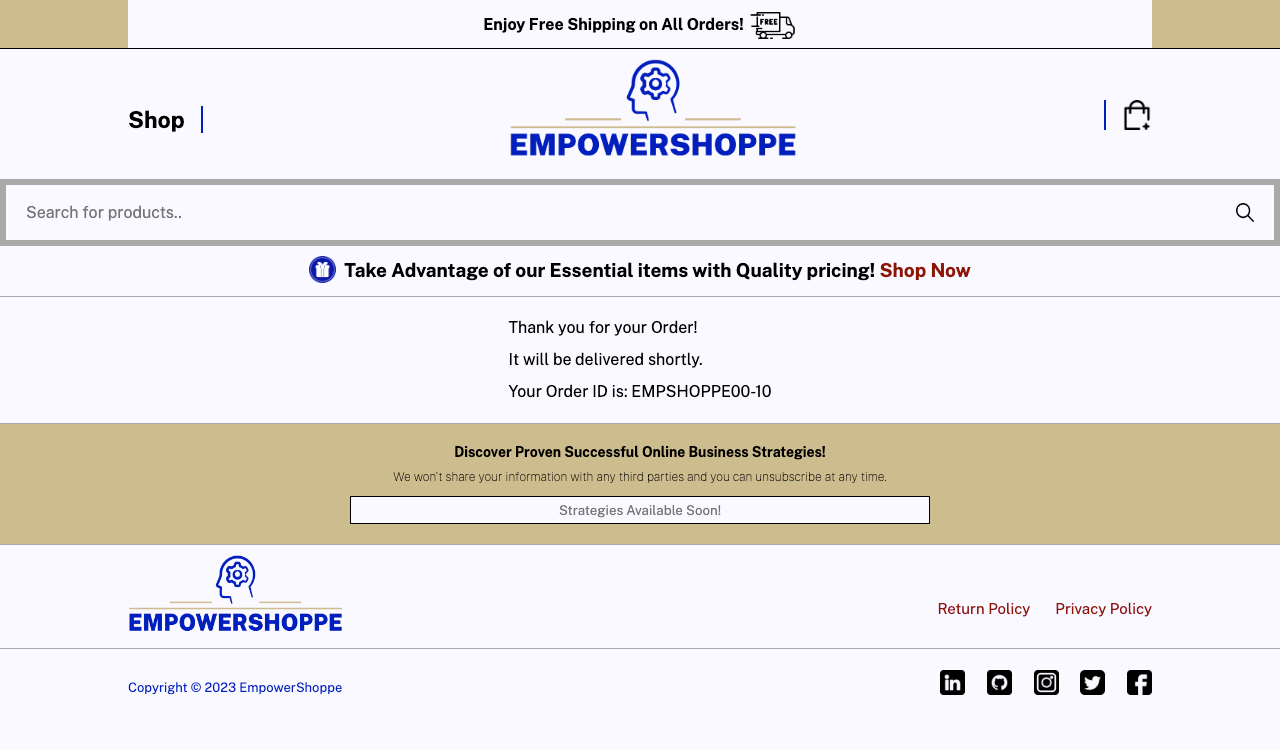 Enjoy Free Shipping on All Orders!
FREE
Shop
EMPOWERSHOPPE
Search for products..
Take Advantage of our Essential items with Quality pricing! Shop Now
Thank you for your Order!
It will be delivered shortly.
Your Order ID is: EMPSHOPPE00-10
Discover Proven Successful Online Business Strategies!
We won't share your information with any third parties and you can unsubscribe at any time.
Strategies Available Soon!
EMPOWERSHOPPE
Return Policy Privacy Policy
Copyright © 2023 EmpowerShoppe